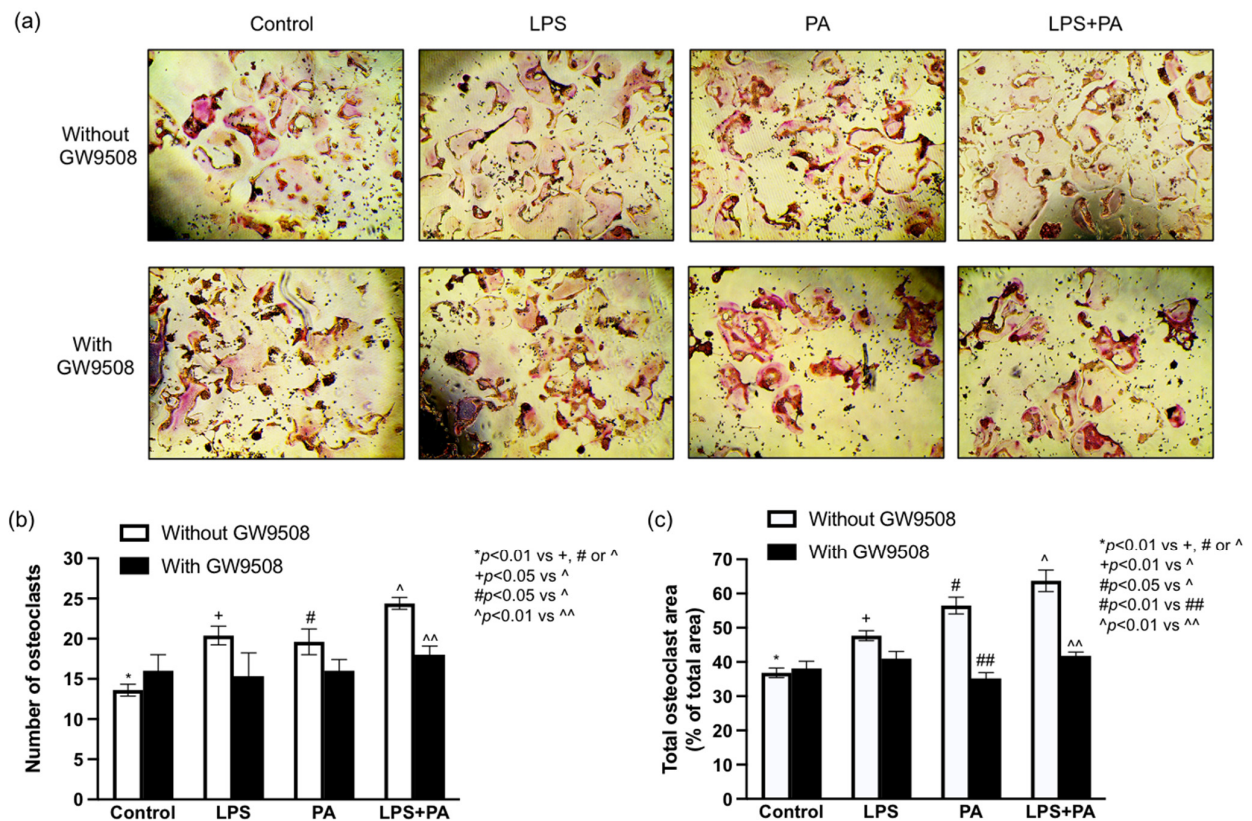 (a)
Control
LPS
PA
LPS+PA
Without
GW9508
With
GW9508
(b)
Without GW9508
With GW9508
*p<0.01 vs +, # or ^
+p<0.05 vs ^
#p<0.05 vs ^
^p<0.01 vs ^^
Number of osteoclasts
30
25
20
15
10
5
0
*
+
#
^
^^
Control
LPS
PA
LPS+PA
(c)
Without GW9508
With GW9508
*p<0.01 vs +, # or ^
+p<0.01 vs ^
#p<0.05 vs ^
#p<0.01 vs ##
^p<0.01 vs ^^
Total osteoclast area
(% of total area)
70
60
50
40
30
20
10
0
*
+
#
##
^
^^
Control
LPS
PA
LPS+PA